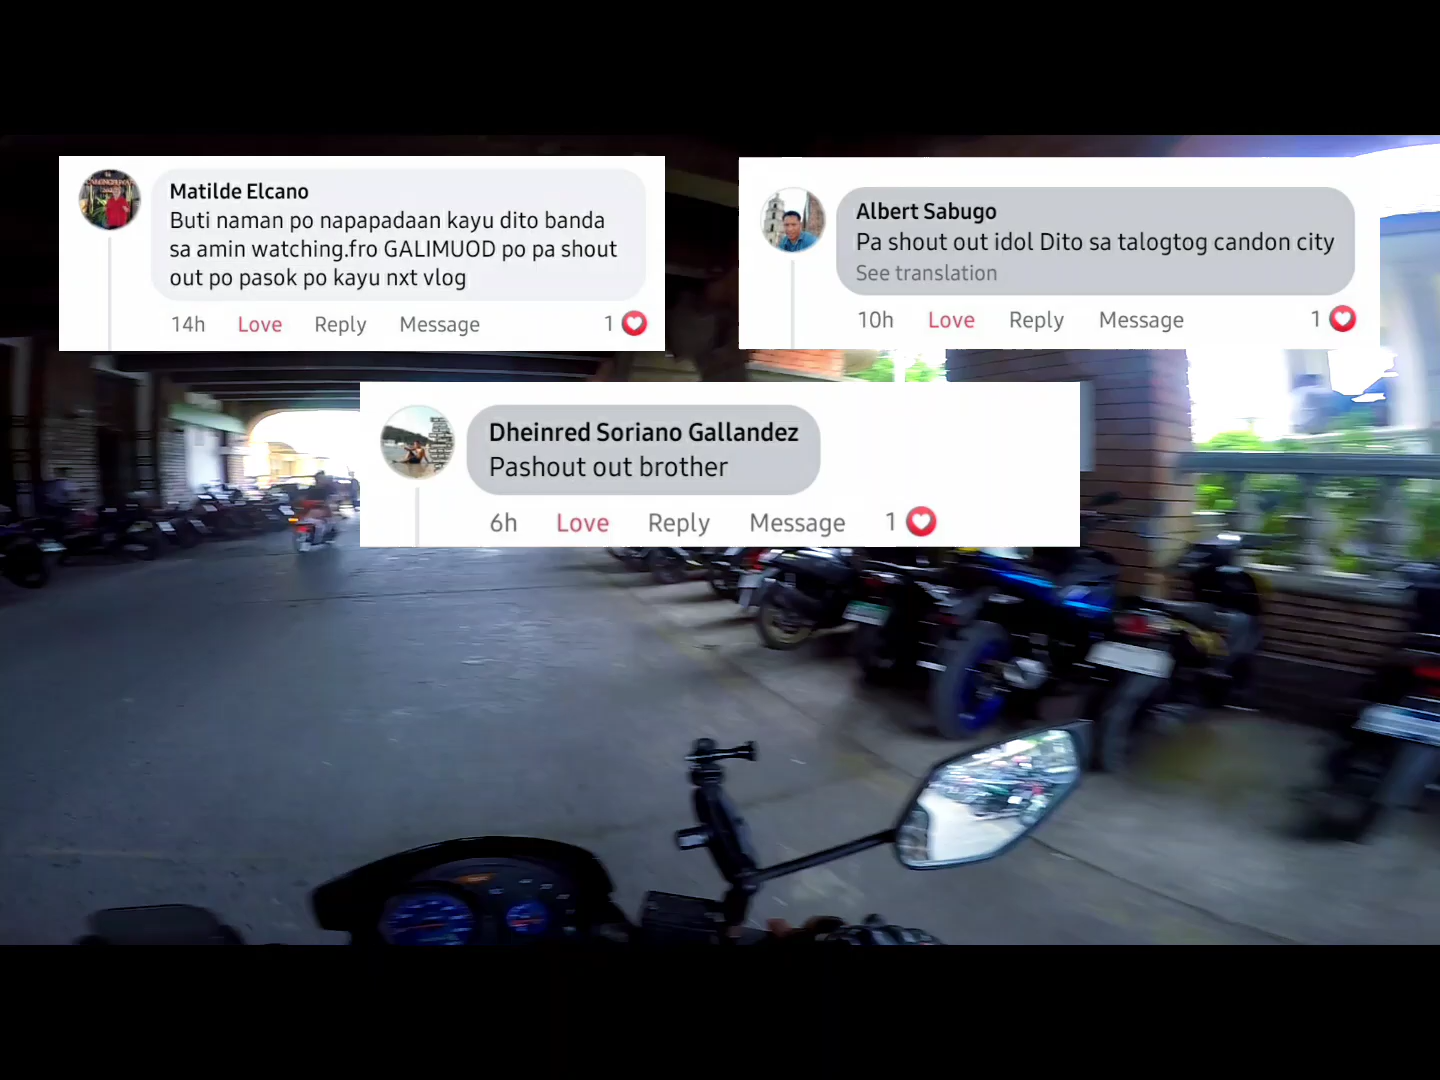 Matilde Elcano
Buti naman po napapadaan kayu dito banda
sa amin watching.fro GALIMUOD po pa shout
out po pasok po kayu nxt vlog
14h Love Reply Message 1
Albert Sabugo
Pa shout out idol Dito sa talogtog candon city
See translation
10h Love Reply Message 1
Dheinred Soriano Gallandez
Pashout out brother
6h Love Reply Message 1